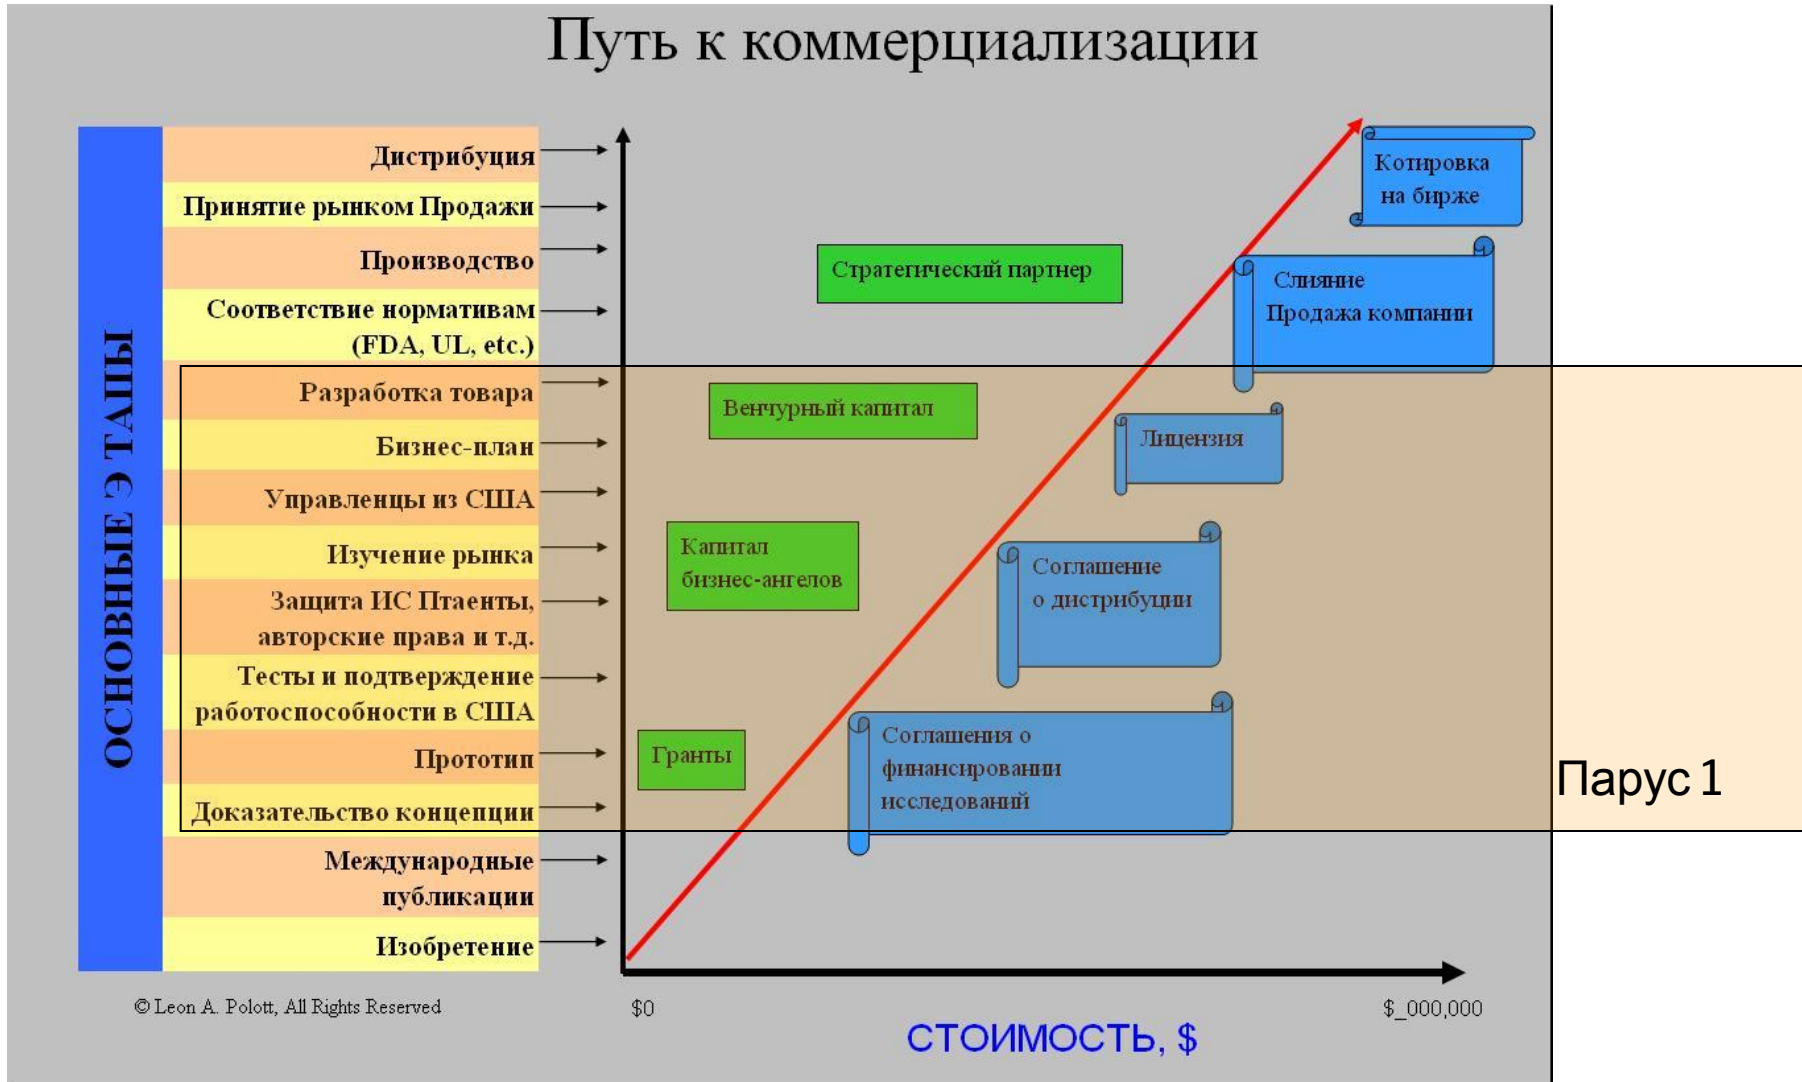 Путь к коммерциализации
ОСНОВНЫЕ Э ТАПЫ
Дистрибуция
Принятие рынком Продажи
Производство
Соответствие нормативам
(FDA, UL, etc.)
Разработка товара
Бизнес-план
Управленцы из США
Изучение рынка
Защита ИС Птаенты,
авторские права и т.д.
Тесты и подтверждение
работоспособности в США
Прототип
Доказательство концепции
Международные
публикации
Изобретение
Стратегический партнер
Венчурный капитал
Капитал
бизнес-ангелов
Гранты
Котировка
на бирже
Слияние
Продажа компании
Лицензия
Соглашение
о дистрибуции
Соглашения о
финансировании
исследований
Парус 1
© Leon A. Polott, All Rights Reserved
$0
$_000,000
СТОИМОСТЬ, $